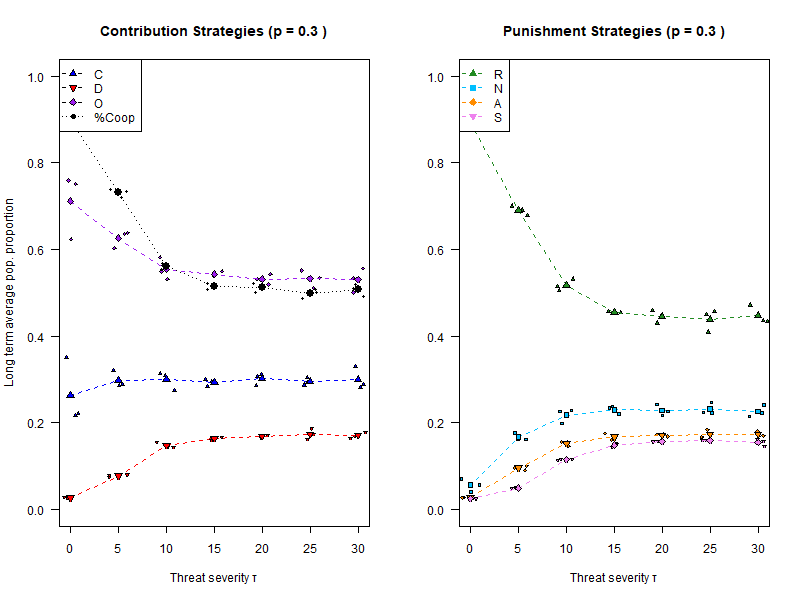 Contribution Strategies (p = 0.3 )
Long term average pop. proportion
1.0
0.8
0.6
0.4
0.2
0.0
C
D
O
%Coop
0 5 10 15 20 25 30
Threat severity τ
Punishment Strategies (p = 0.3 )
1.0
0.8
0.6
0.4
0.2
0.0
R
N
A
S
0 5 10 15 20 25 30
Threat severity τ